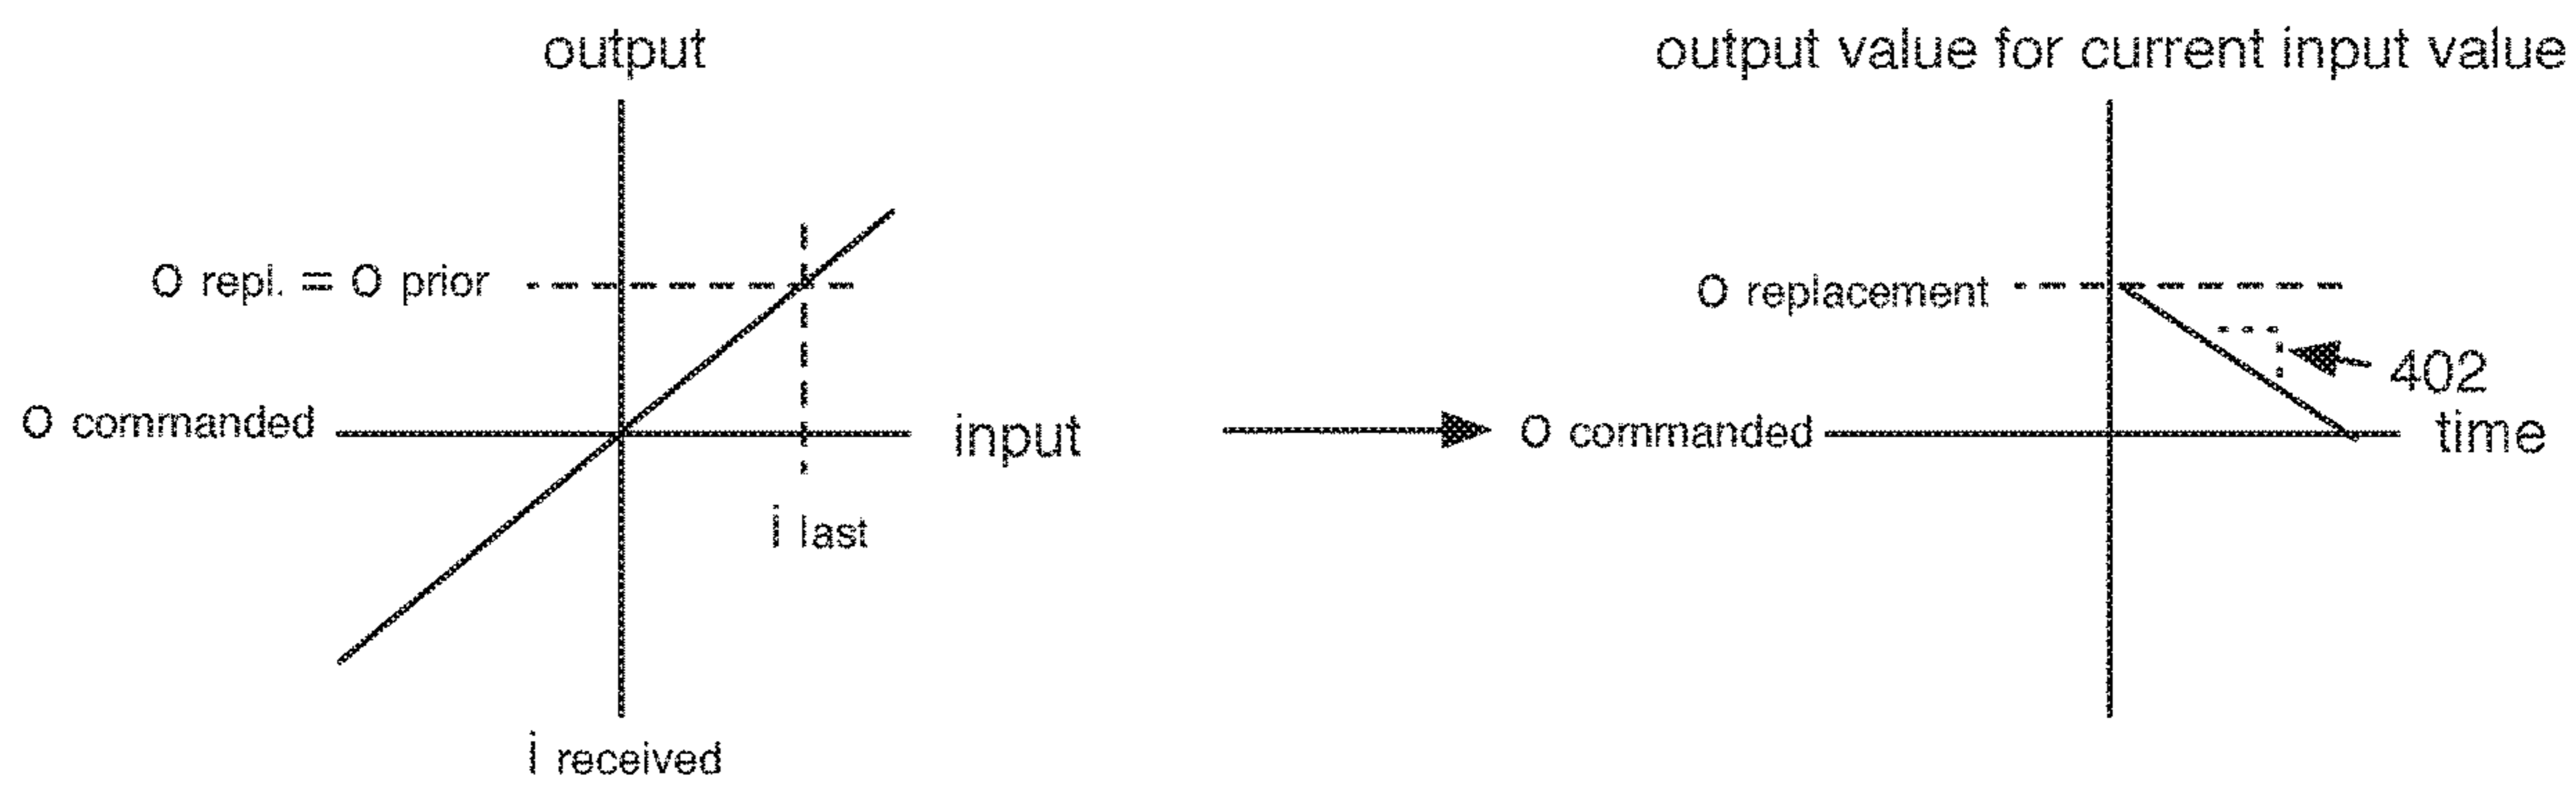 output
O repl. = O prior
O commanded
input
i last
i received
output value for current input value
O replacement
402
O commanded
time